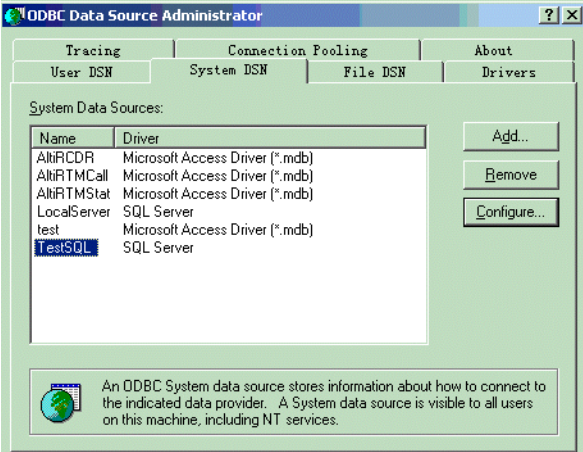 ODBC Data Source Administrator
Tracing Connection Pooling About
User DSN System DSN File DSN Drivers
System Data Sources:
Name Driver
AltiRCDR Microsoft Access Driver (*.mdb)
AltiRTMCall Microsoft Access Driver (*.mdb)
AltiRTMStat Microsoft Access Driver (*.mdb)
LocalServer SQL Server
test Microsoft Access Driver (*.mdb)
TestSQL SQL Server
Add...
Remove
Configure...
An ODBC System data source stores information about how to connect to
the indicated data provider. A System data source is visible to all users
on this machine, including NT services.